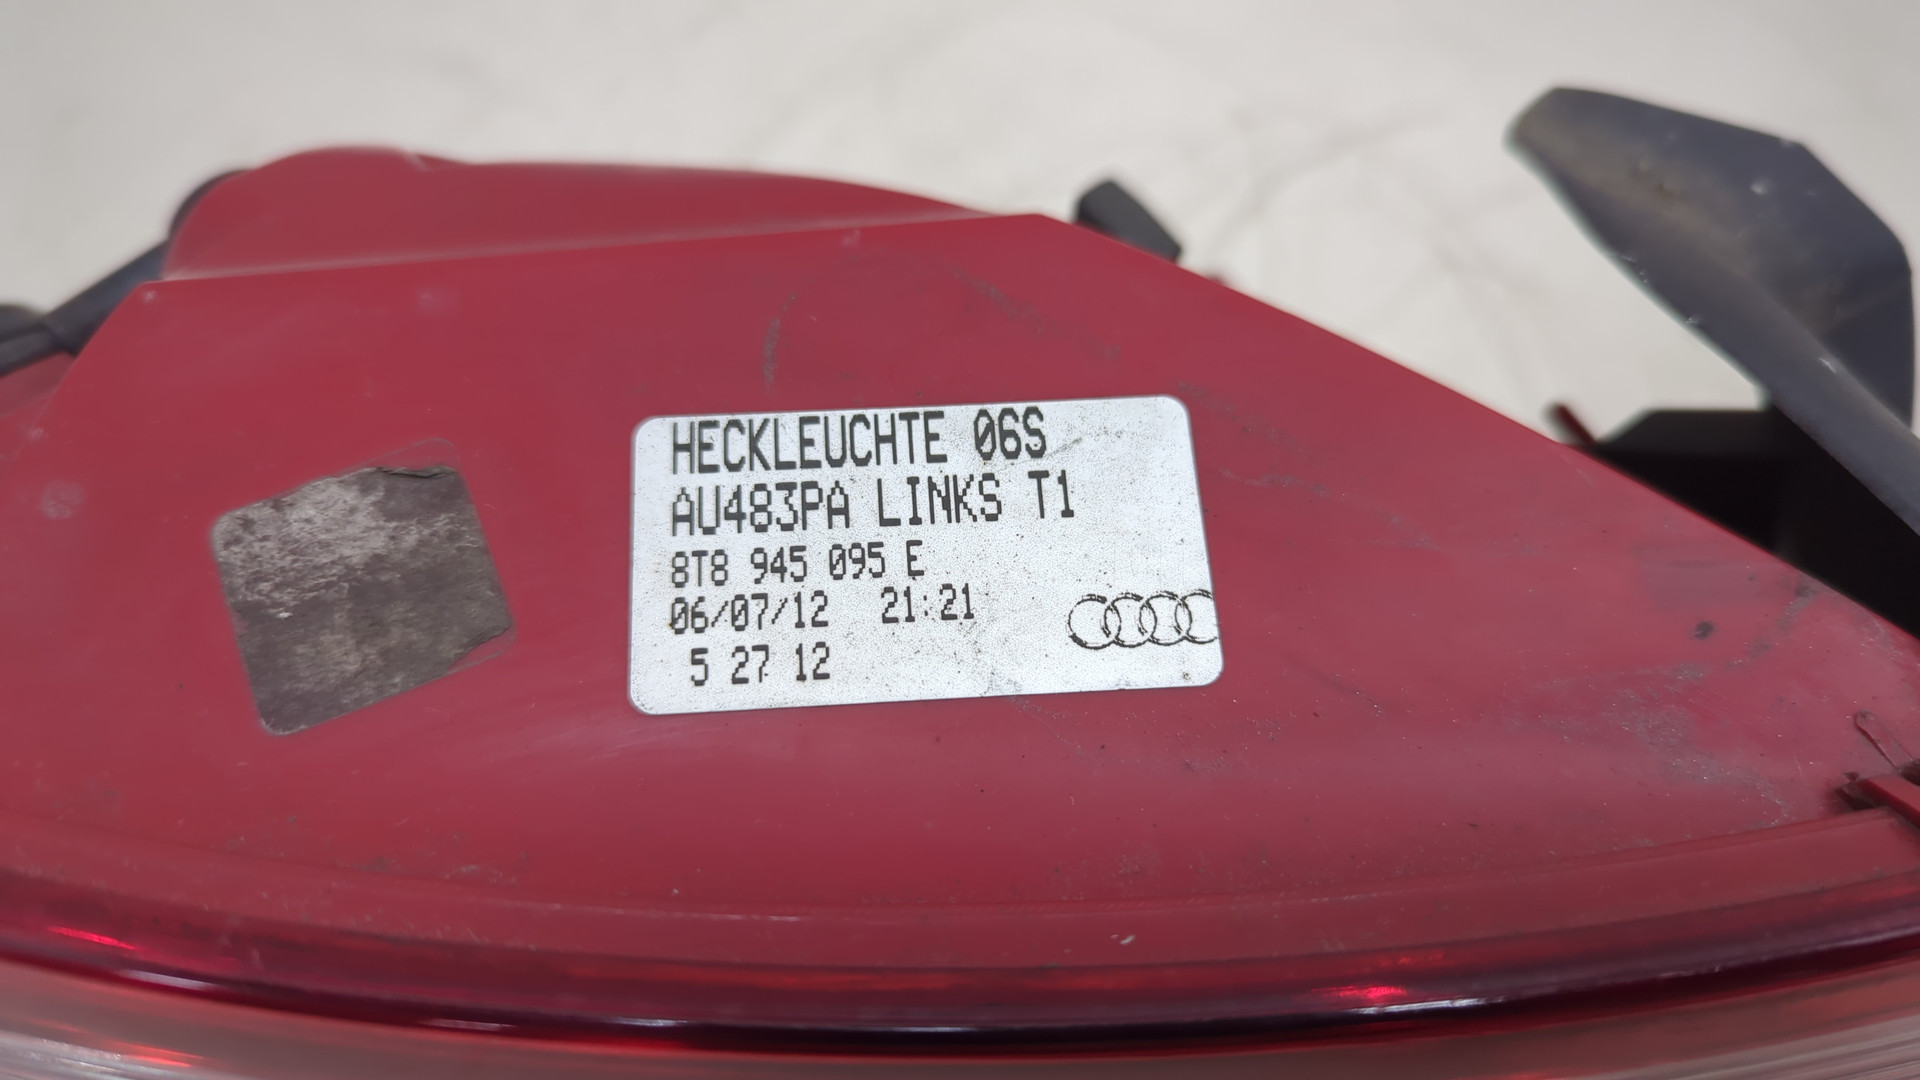 HECKLEUCHTE 06S
AU483PA LINKS T1
8T8 945 095 E
06/07/12 21:21
5 27 12